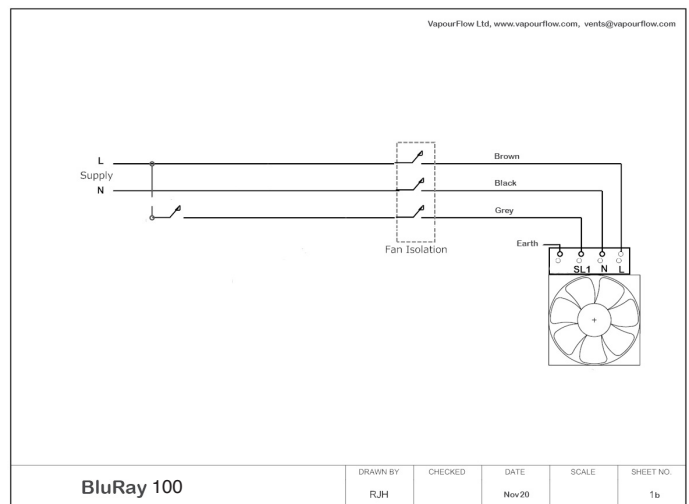 VapourFlow Ltd, www.vapourflow.com, vents@vapourflow.com
L
Supply
N
Brown
Black
Grey
Fan Isolation
Earth
SL1 N L
BluRay 100
DRAWN BY CHECKED DATE SCALE SHEET NO.
RJH Nov20 1b